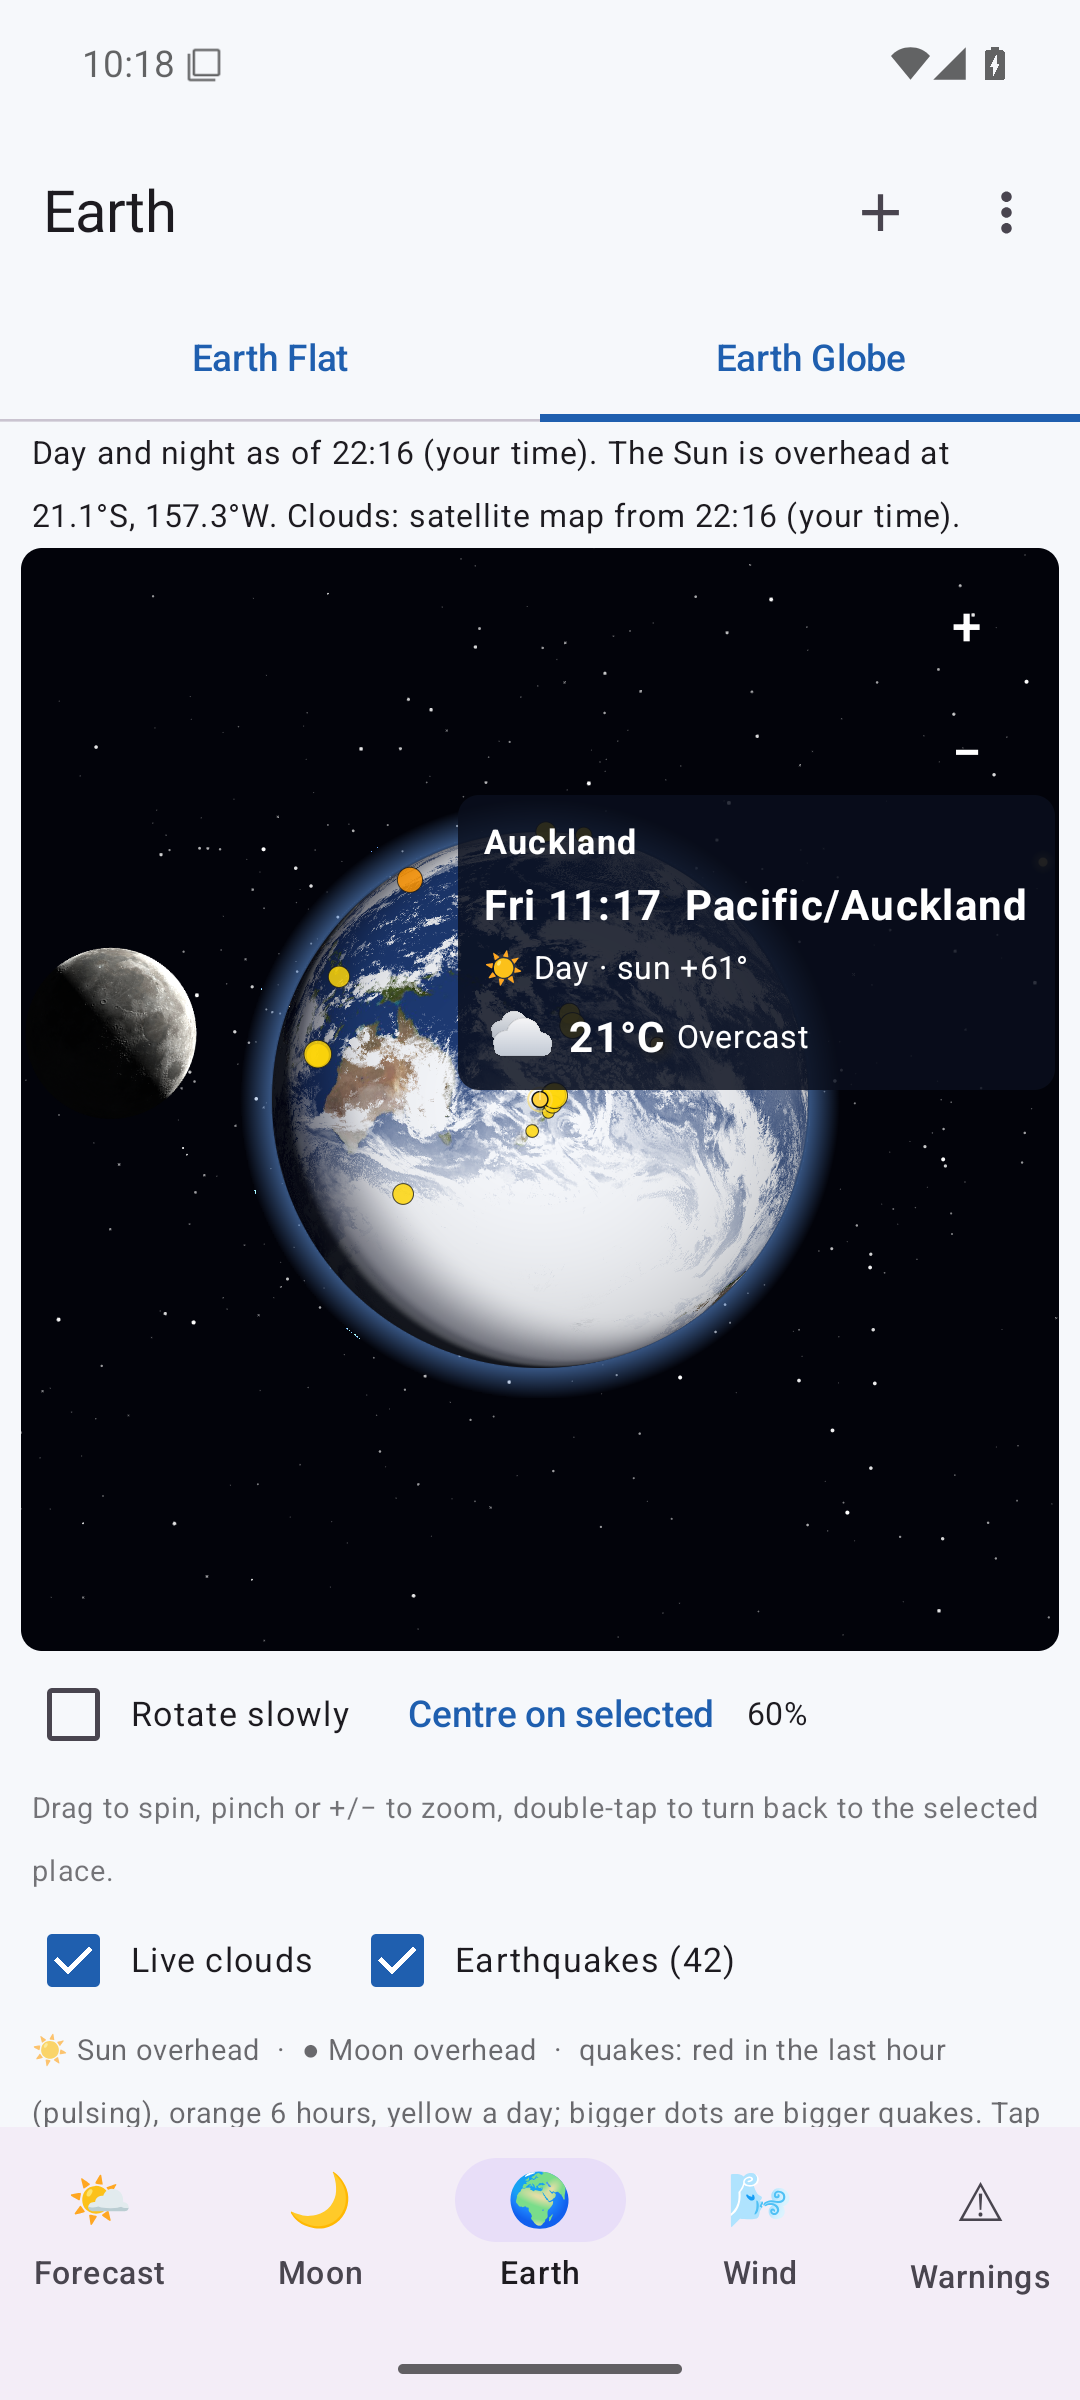 10:18
Earth
Earth Flat
Earth Globe
Day and night as of 22:16 (your time). The Sun is overhead at
21.1°S, 157.3°W. Clouds: satellite map from 22:16 (your time).
+
−
Auckland
Fri 11:17 Pacific/Auckland
☀️ Day · sun +61°
21°C Overcast
Rotate slowly
Centre on selected
60%
Drag to spin, pinch or +/− to zoom, double-tap to turn back to the selected
place.
Live clouds
Earthquakes (42)
☀️ Sun overhead · ● Moon overhead · quakes: red in the last hour
(pulsing), orange 6 hours, yellow a day; bigger dots are bigger quakes. Tap
Forecast
Moon
Earth
Wind
Warnings